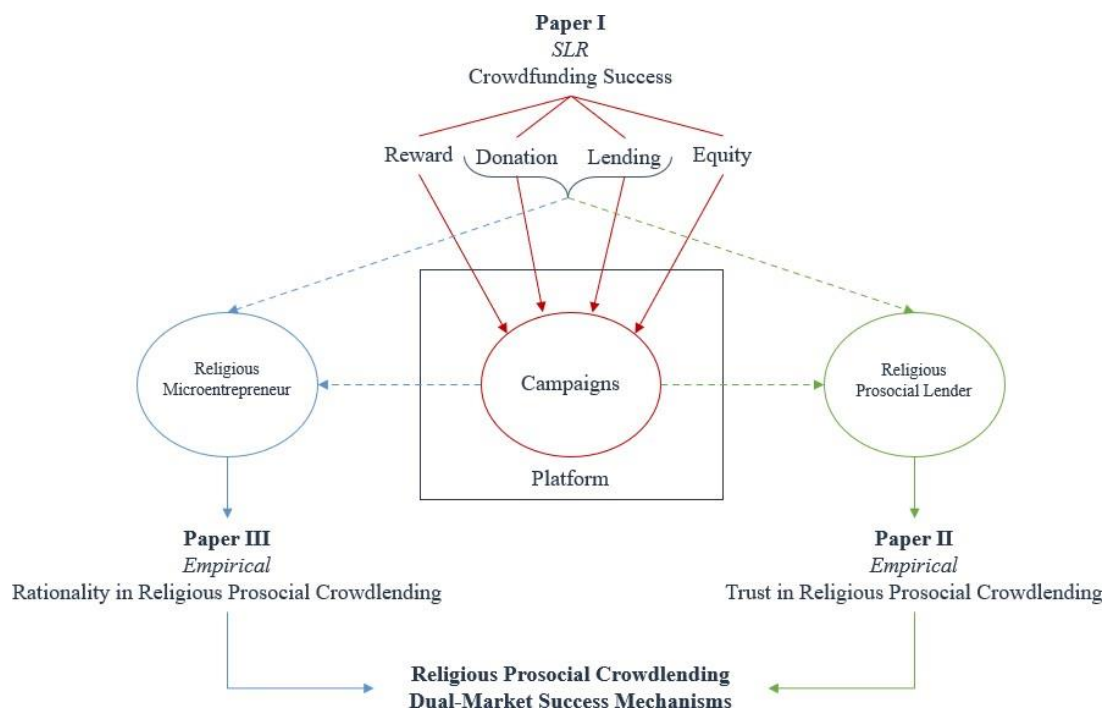 Paper I
SLR
Crowdfunding Success
Reward
Donation
Lending
Equity
Religious
Microentrepreneur
Campaigns
Religious
Prosocial Lender
Platform
Paper III
Empirical
Rationality in Religious Prosocial Crowdlending
Paper II
Empirical
Trust in Religious Prosocial Crowdlending
Religious Prosocial Crowdlending
Dual-Market Success Mechanisms